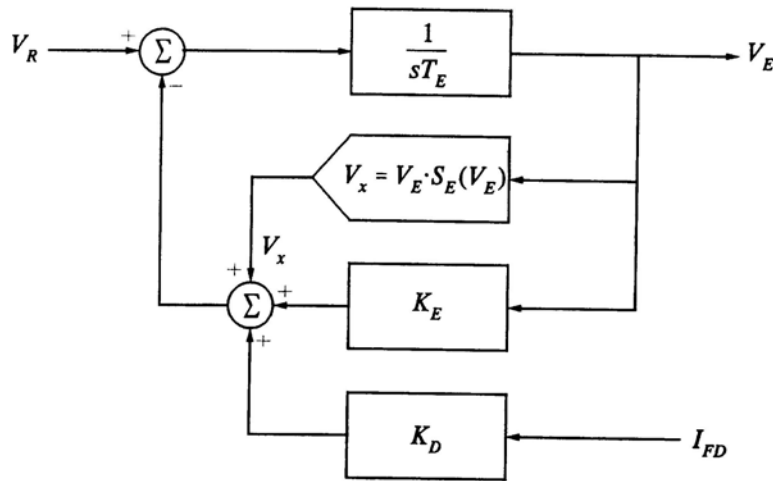 V_R
+
Σ
−
1
sT_E
V_E
V_x = V_E·S_E(V_E)
V_x
+
Σ
+
+
K_E
K_D
I_FD